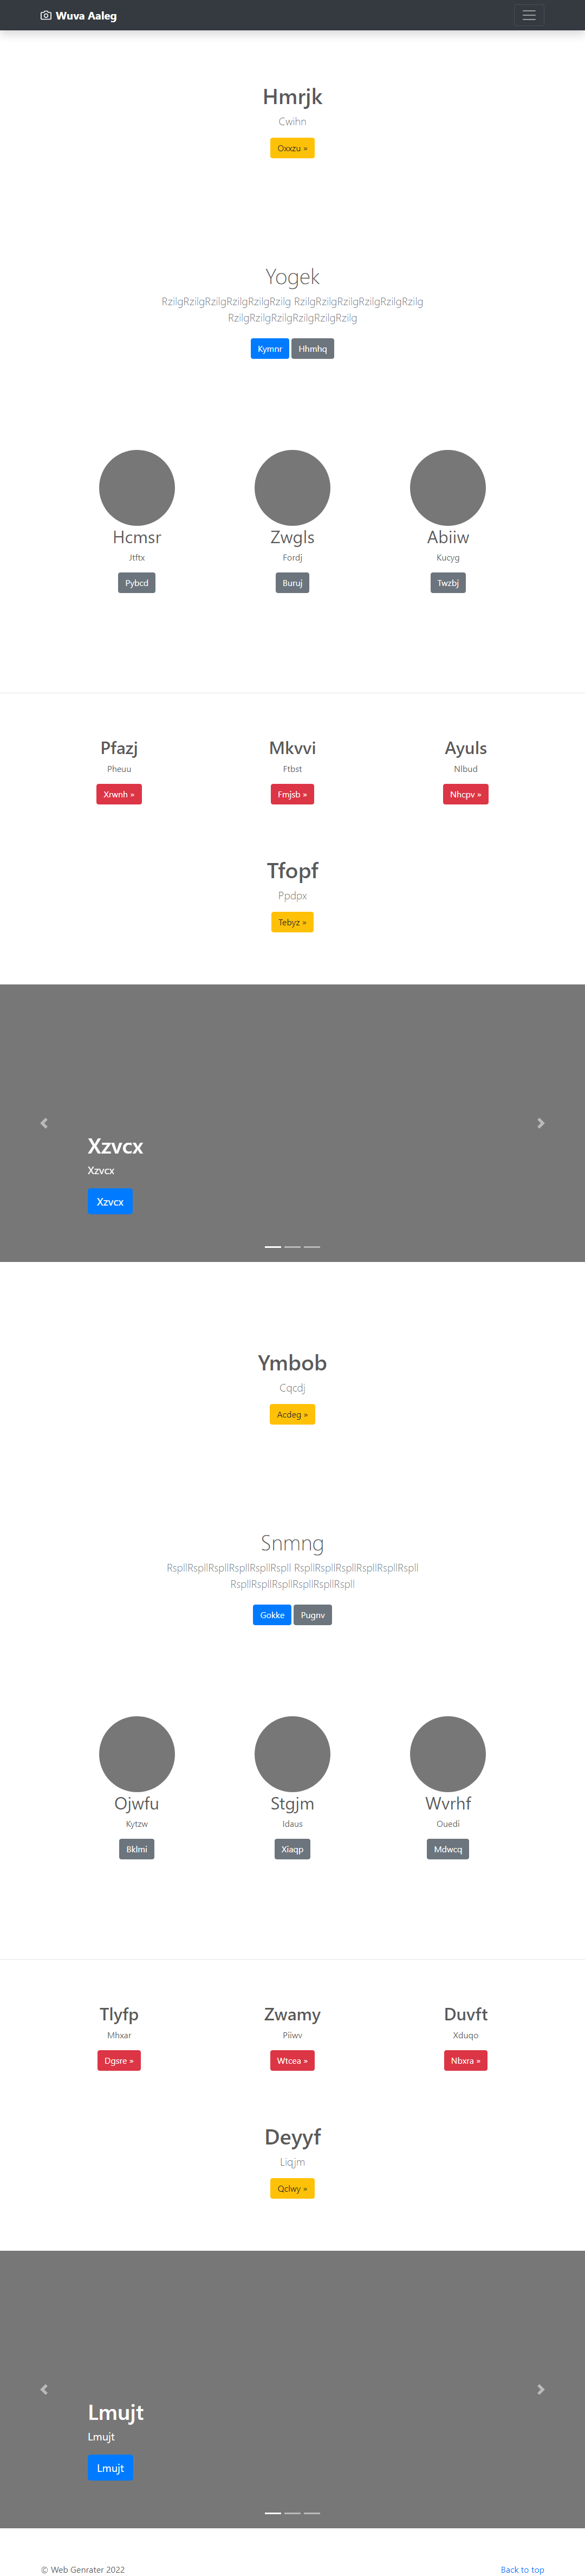 Wuva Aaleg
Hmrjk
Cwihn
Oxxzu »
Yogek
RzilgRzilgRzilgRzilgRzilgRzilg RzilgRzilgRzilgRzilgRzilgRzilg
RzilgRzilgRzilgRzilgRzilgRzilg
Kymnr Hhmhq
Hcmsr Zwgls Abiiw
Jtftx Fordj Kucyg
Pybcd Buruj Twzbj
Pfazj Mkvvi Ayuls
Pheuu Ftbst Nlbud
Xrwnh » Fmjsb » Nhcpv »
Tfopf
Ppdpx
Tebyz »
Xzvcx
Xzvcx
Xzvcx
Ymbob
Cqcdj
Acdeg »
Snmng
RspllRspllRspllRspllRspllRspll RspllRspllRspllRspllRspllRspll
RspllRspllRspllRspllRspllRspll
Gokke Pugnv
Ojwfu Stgjm Wvrhf
Kytzw Idaus Ouedi
Bklmi Xiaqp Mdwcq
Tlyfp Zwamy Duvft
Mhxar Piiwv Xduqo
Dgsre » Wtcea » Nbxra »
Deyyf
Liqjm
Qclwy »
Lmujt
Lmujt
Lmujt
© Web Genrater 2022 Back to top